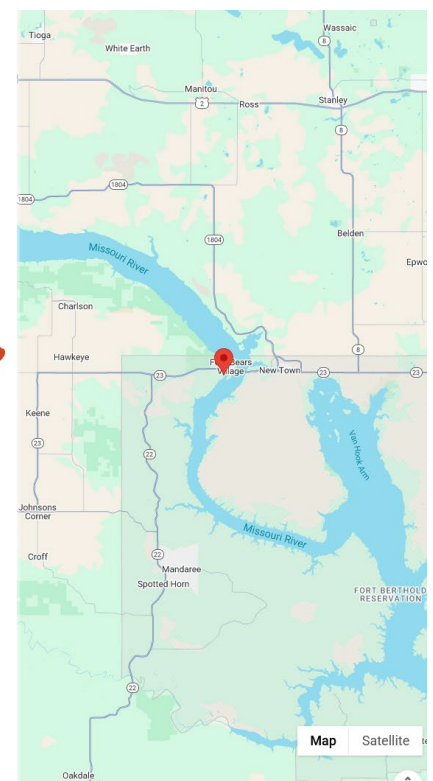 Wassaic
Tioga
8
White Earth
Manitou
2
Ross
Stanley
8
1804
1804
1804
Belden
Missouri River
Epwo
Charlson
8
Hawkeye
Village
New Town
23
23
23
Keene
23
22
Van Hook Arm
Johnsons
Corner
Missouri River
Croff
22
Mandaree
Spotted Horn
FORT BERTHOLD
RESERVATION
22
Map
Satellite
Oakdale